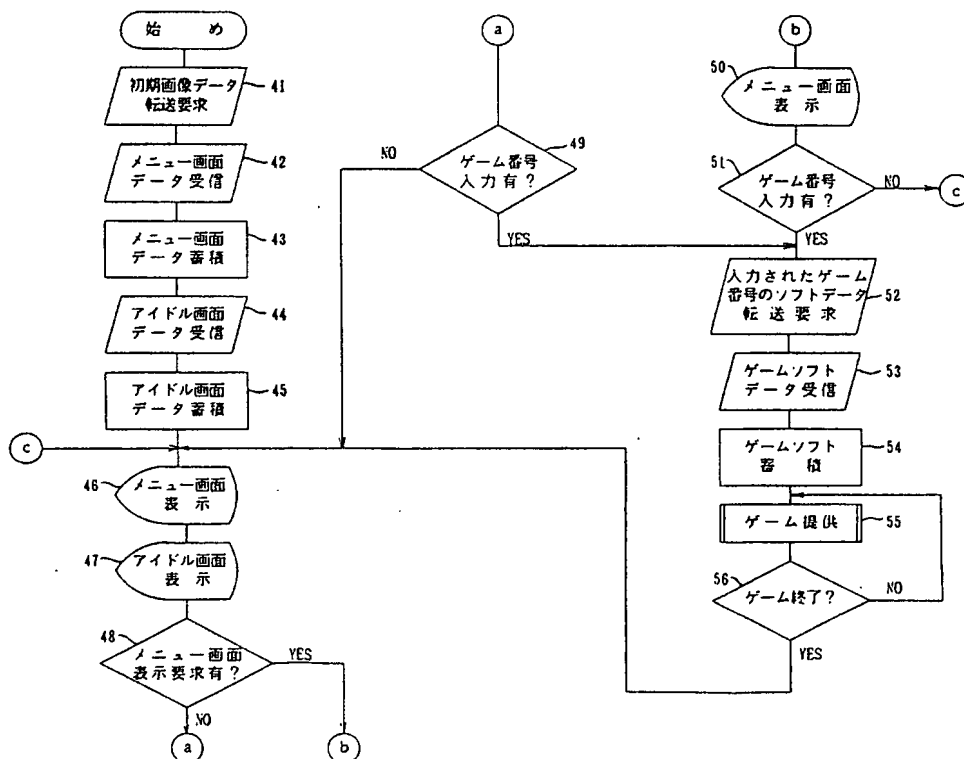 始 め
初期画像データ
転送要求
41
メニュー画面
データ受信
42
メニュー画面
データ蓄積
43
アイドル画面
データ受信
44
アイドル画面
データ蓄積
45
c
46
メニュー画面
表 示
47
アイドル画面
表 示
48
メニュー画面
表示要求有?
YES
NO
a
b
a
49
ゲーム番号
入力有?
NO
YES
b
50
メニュー画面
表 示
51
ゲーム番号
入力有?
NO
c
YES
入力されたゲーム
番号のソフトデータ
転 送 要 求
52
ゲームソフト
データ受信
53
ゲームソフト
蓄 積
54
ゲーム提供
55
56
ゲーム終了?
NO
YES